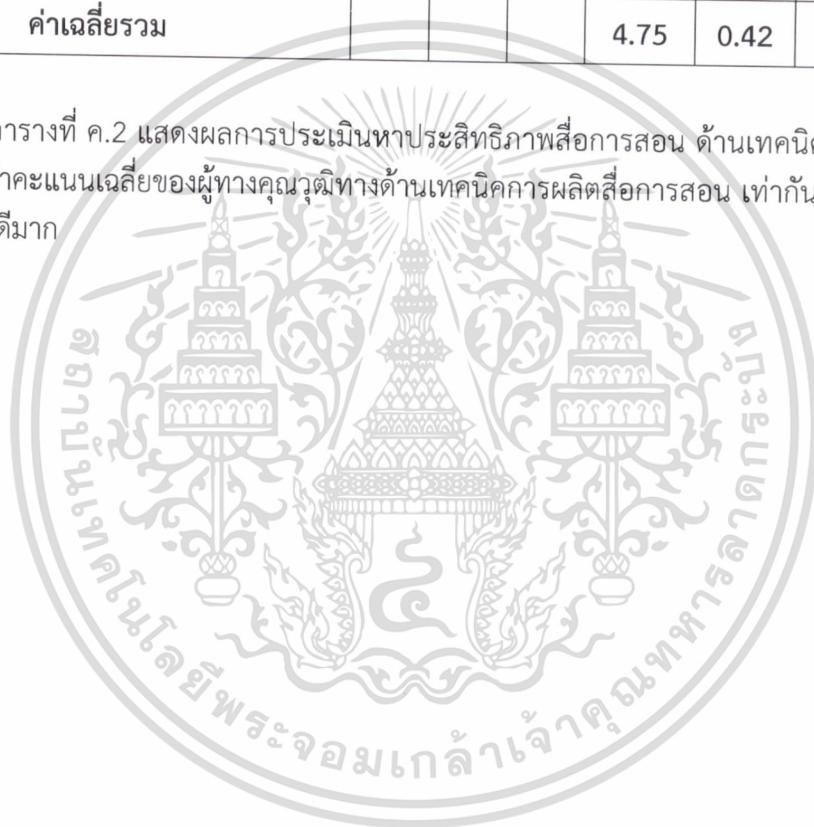 ค่าเฉลี่ยรวม 4.75 0.42
ารางที่ ค.2 แสดงผลการประเมินหาประสิทธิภาพสื่อการสอน ด้านเทคนิค
าคะแนนเฉลี่ยของผู้ทางคุณวุฒิทางด้านเทคนิคการผลิตสื่อการสอน เท่ากับ
ดีมาก
สถาบันเทคโนโลยีพระจอมเกล้าเจ้าคุณทหารลาดกระบัง